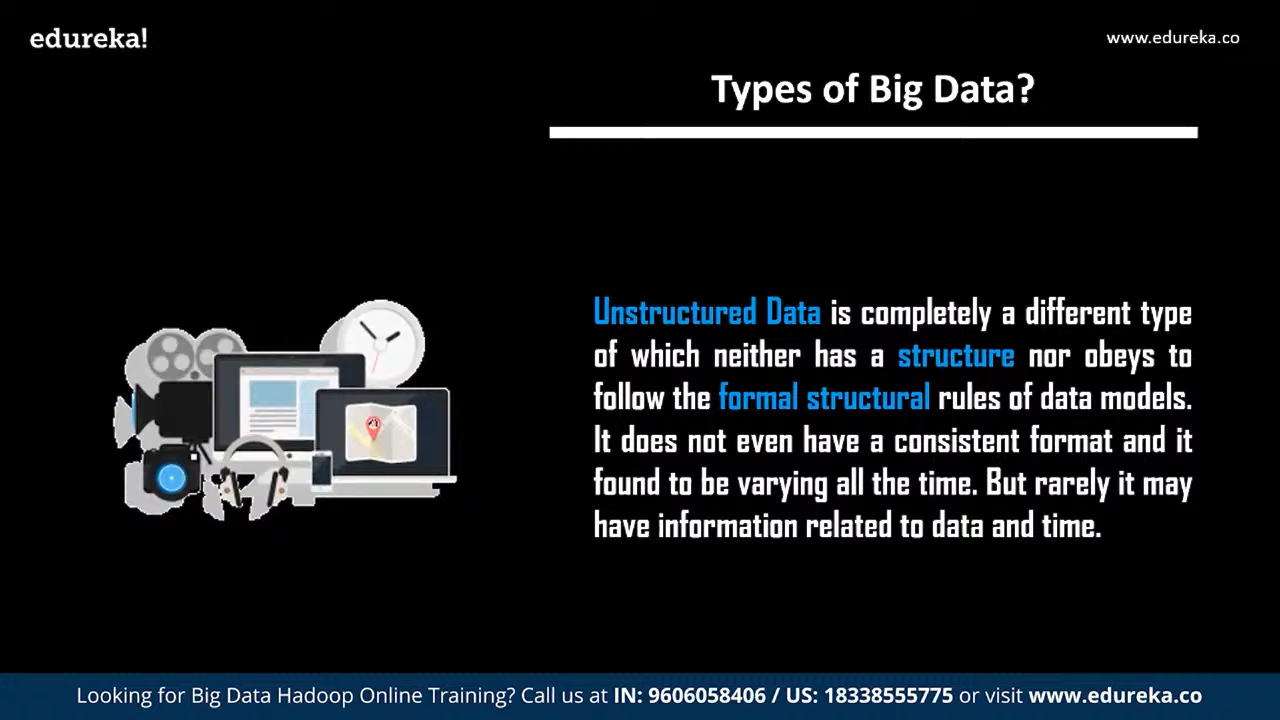 edureka!
www.edureka.co
Types of Big Data?
Unstructured Data is completely a different type
of which neither has a structure nor obeys to
follow the formal structural rules of data models.
It does not even have a consistent format and it
found to be varying all the time. But rarely it may
have information related to data and time.
Looking for Big Data Hadoop Online Training? Call us at IN: 9606058406 / US: 18338555775 or visit www.edureka.co